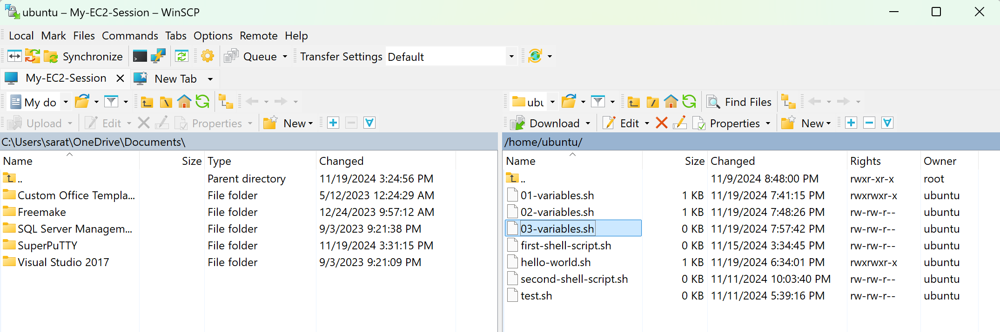 ubuntu – My-EC2-Session – WinSCP
Local Mark Files Commands Tabs Options Remote Help
Synchronize Queue Transfer Settings Default
My-EC2-Session New Tab
My do ubu Find Files
Upload Edit Properties New Download Edit Properties New
C:\Users\sarat\OneDrive\Documents\ /home/ubuntu/
Name Size Type Changed Name Size Changed Rights Owner
.. Parent directory 11/19/2024 3:24:56 PM .. 11/9/2024 8:48:00 PM rwxr-xr-x root
Custom Office Templa... File folder 5/12/2023 12:24:29 AM 01-variables.sh 1 KB 11/19/2024 7:41:15 PM rwxrwxr-x ubuntu
Freemake File folder 12/24/2023 9:57:12 AM 02-variables.sh 1 KB 11/19/2024 7:48:26 PM rw-rw-r-- ubuntu
SQL Server Managem... File folder 9/3/2023 9:21:38 PM 03-variables.sh 0 KB 11/19/2024 7:57:42 PM rw-rw-r-- ubuntu
SuperPuTTY File folder 11/19/2024 3:31:15 PM first-shell-script.sh 0 KB 11/15/2024 3:34:45 PM rw-rw-r-- ubuntu
Visual Studio 2017 File folder 9/3/2023 9:21:09 PM hello-world.sh 1 KB 11/19/2024 6:34:01 PM rwxrwxr-x ubuntu
second-shell-script.sh 0 KB 11/11/2024 10:03:40 PM rw-rw-r-- ubuntu
test.sh 0 KB 11/11/2024 5:39:16 PM rw-rw-r-- ubuntu